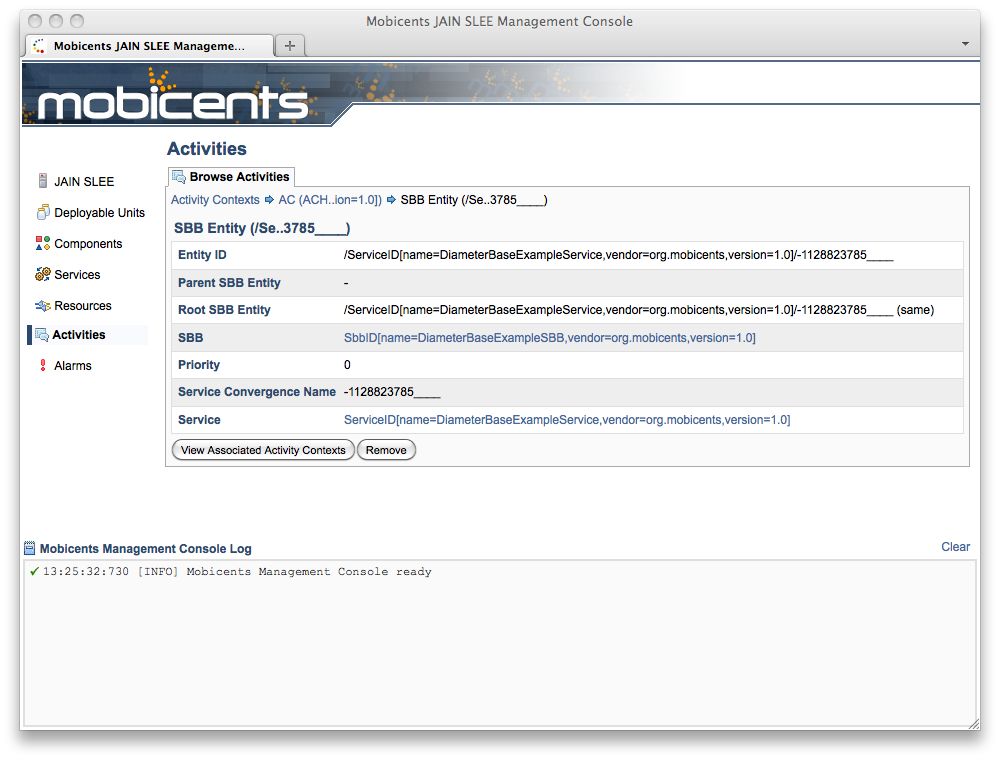 Mobicents JAIN SLEE Management Console
Mobicents JAIN SLEE Manageme...
mobicents
Activities
JAIN SLEE
Deployable Units
Components
Services
Resources
Activities
Alarms
Browse Activities
Activity Contexts AC (ACH..ion=1.0]) SBB Entity (/Se..3785____)
SBB Entity (/Se..3785____)
Entity ID /ServiceID[name=DiameterBaseExampleService,vendor=org.mobicents,version=1.0]/-1128823785____
Parent SBB Entity -
Root SBB Entity /ServiceID[name=DiameterBaseExampleService,vendor=org.mobicents,version=1.0]/-1128823785____ (same)
SBB SbbID[name=DiameterBaseExampleSBB,vendor=org.mobicents,version=1.0]
Priority 0
Service Convergence Name -1128823785____
Service ServiceID[name=DiameterBaseExampleService,vendor=org.mobicents,version=1.0]
View Associated Activity Contexts Remove
Mobicents Management Console Log Clear
✓ 13:25:32:730 [INFO] Mobicents Management Console ready